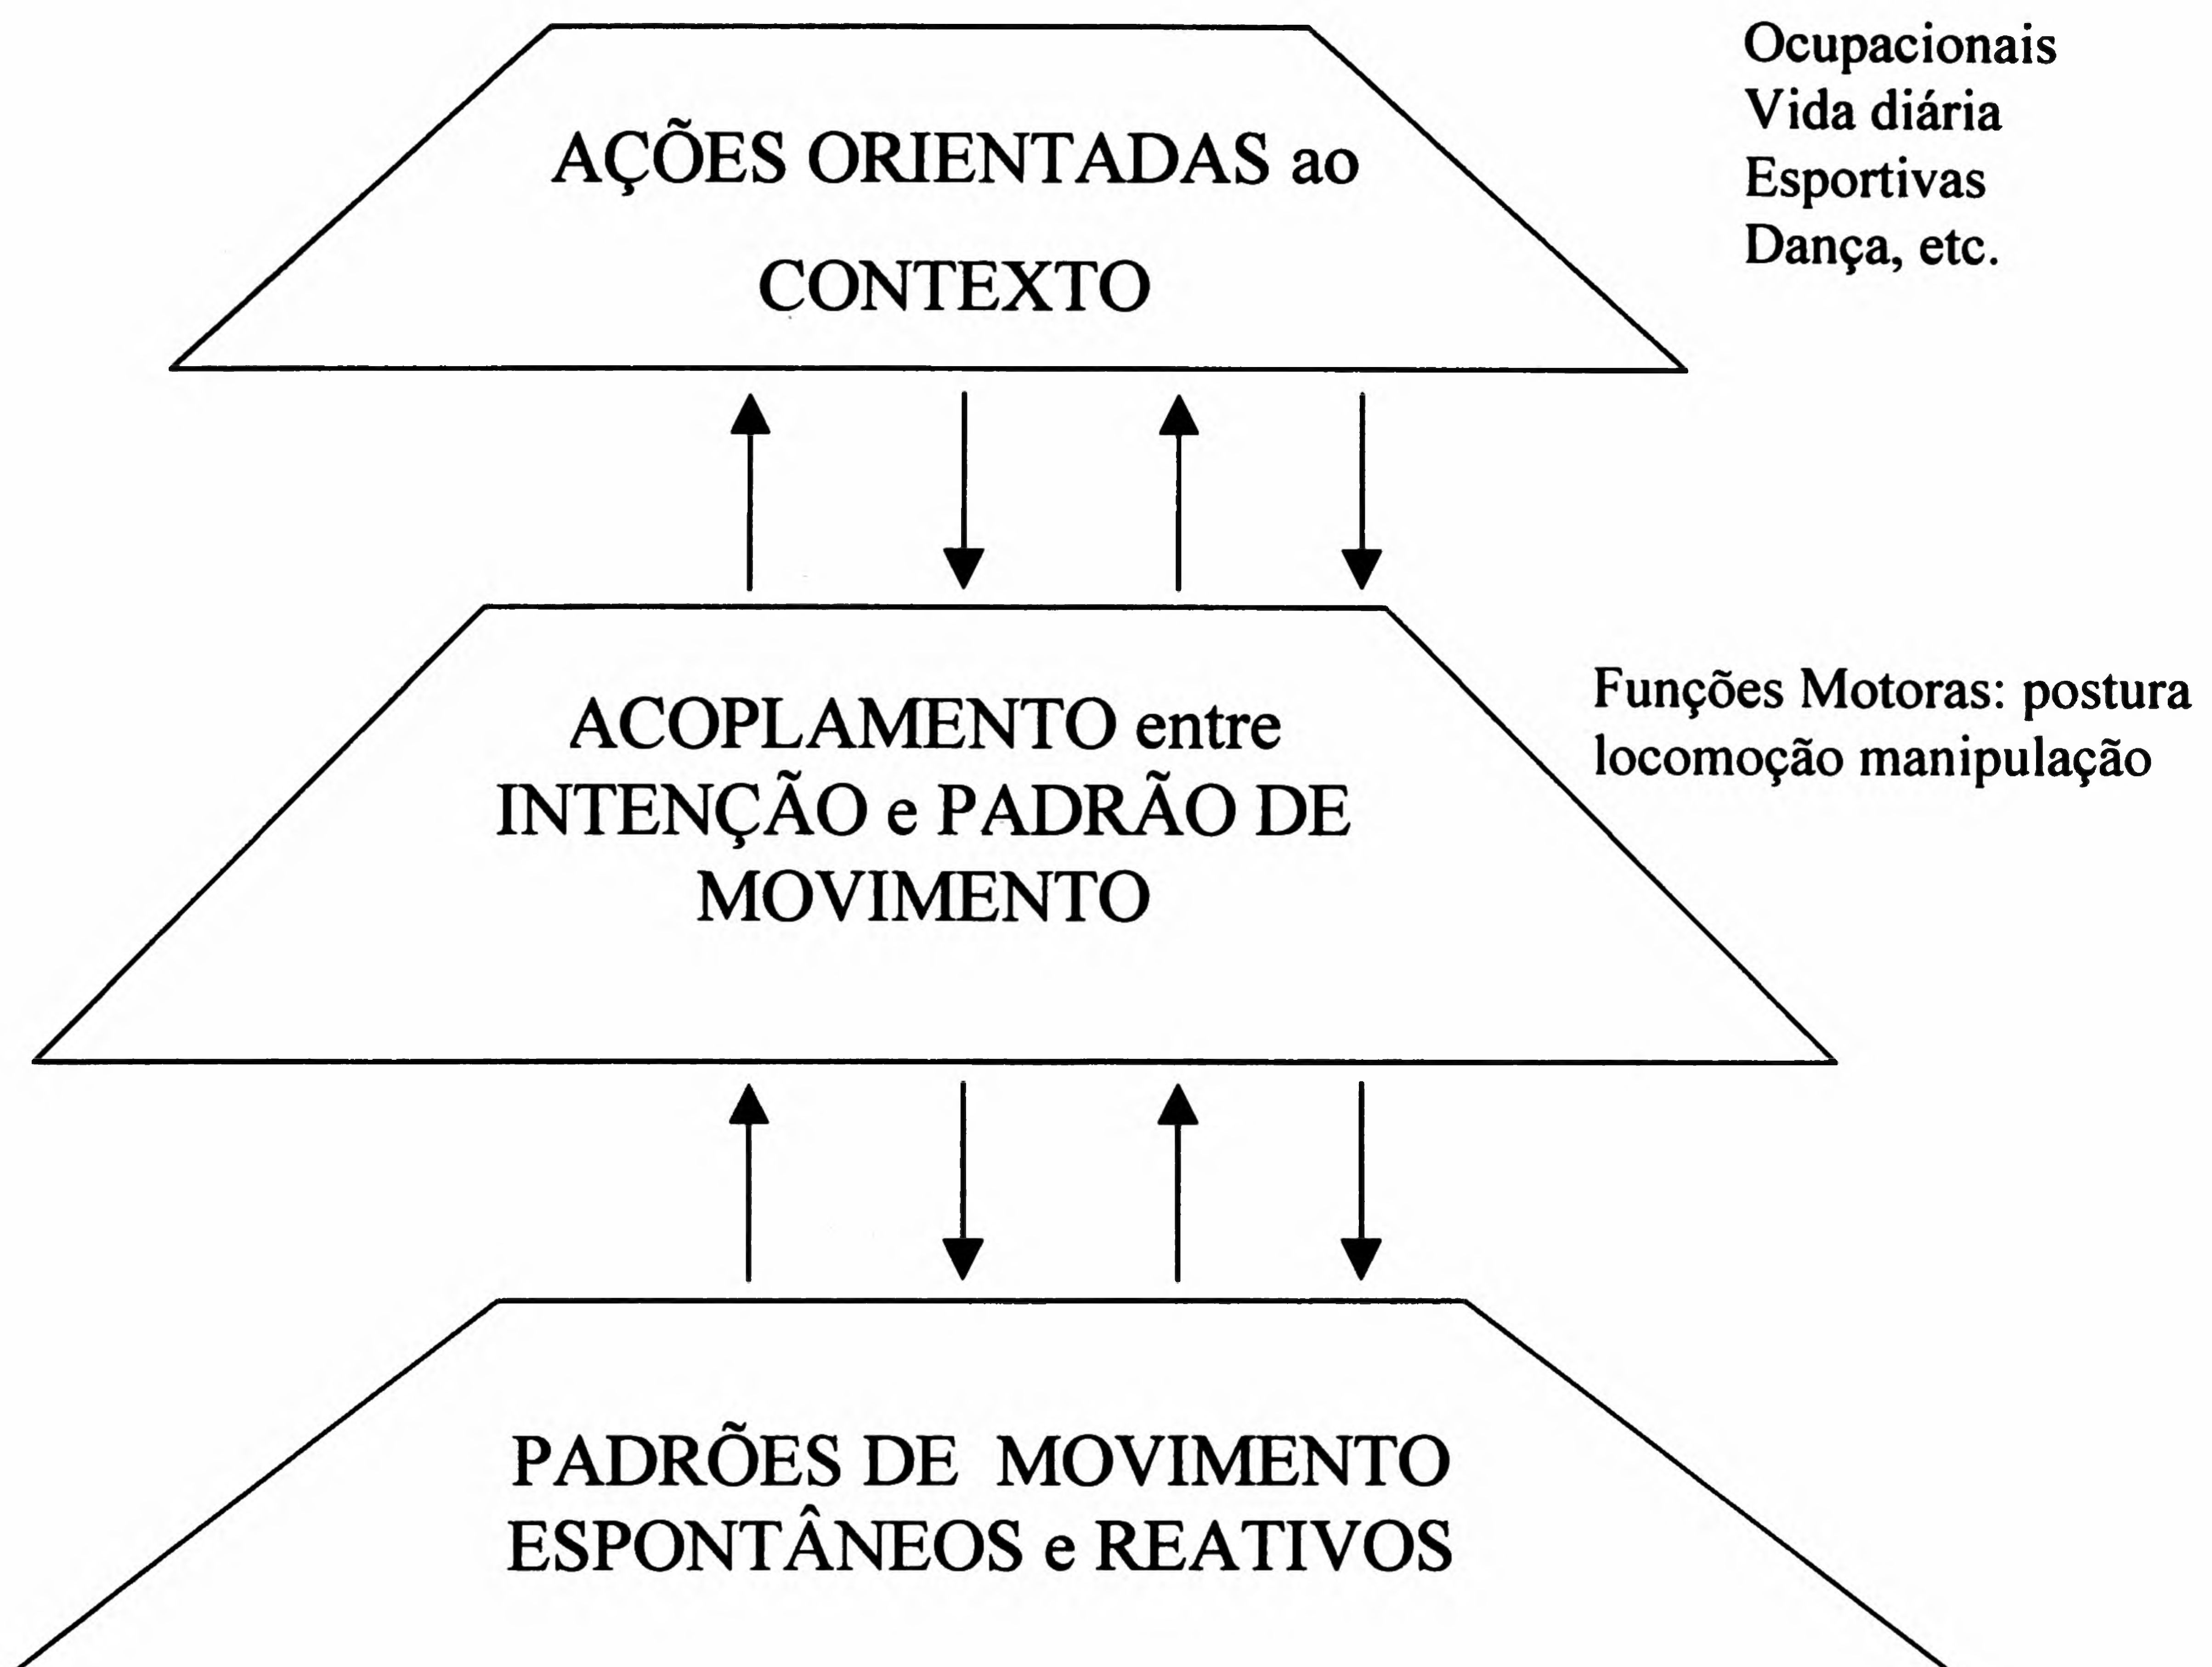 Ocupacionais
Vida diária
Esportivas
Dança, etc.
AÇÕES ORIENTADAS ao
CONTEXTO
Funções Motoras: postura
locomoção manipulação
ACOPLAMENTO entre
INTENÇÃO e PADRÃO DE
MOVIMENTO
PADRÕES DE MOVIMENTO
ESPONTÂNEOS e REATIVOS